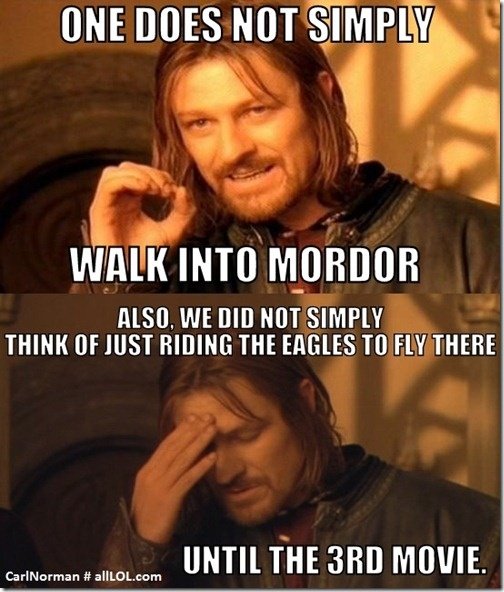 ONE DOES NOT SIMPLY
WALK INTO MORDOR
ALSO, WE DID NOT SIMPLY
THINK OF JUST RIDING THE EAGLES TO FLY THERE
UNTIL THE 3RD MOVIE.
CarlNorman # allLOL.com